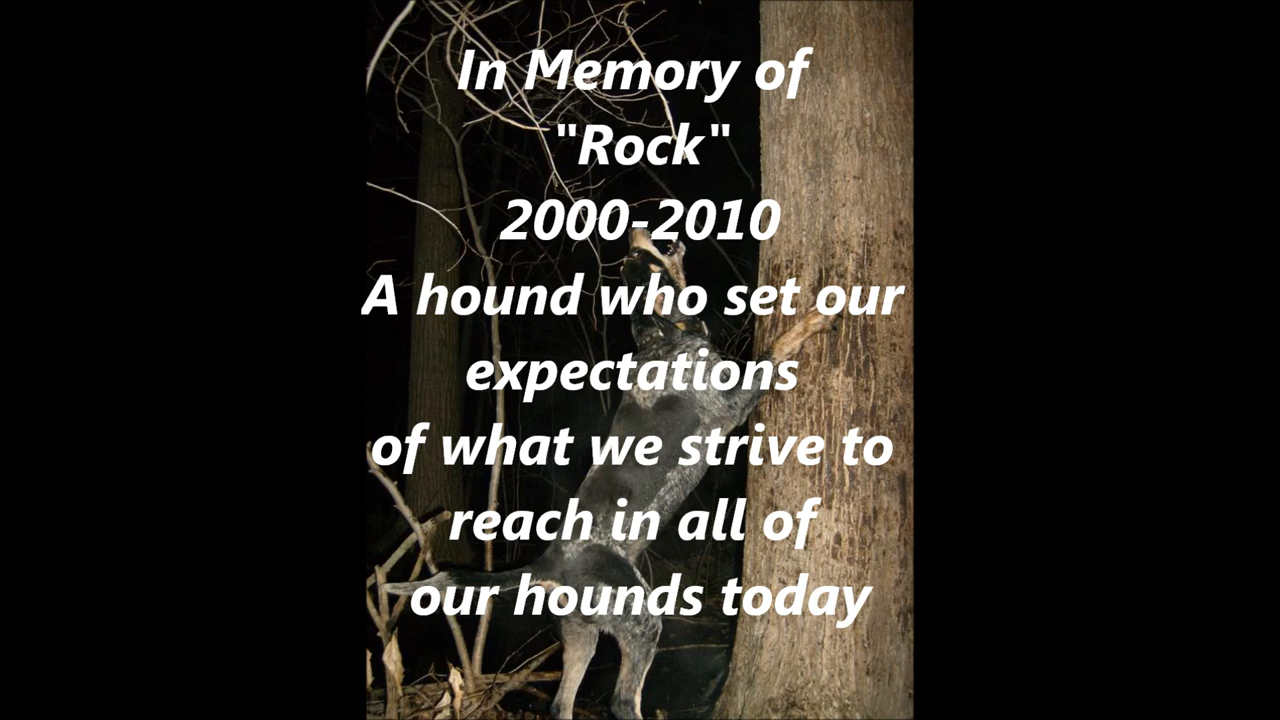 In Memory of
"Rock"
2000-2010
A hound who set our
expectations
of what we strive to
reach in all of
our hounds today